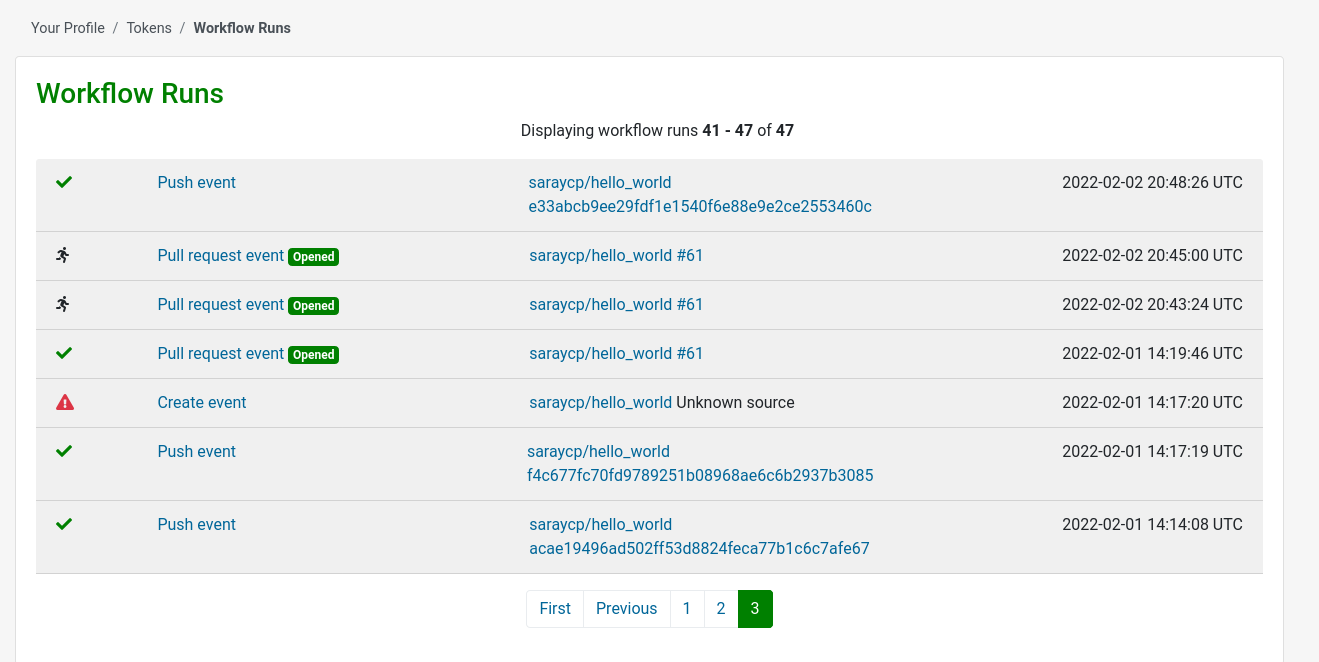 Your Profile / Tokens / Workflow Runs
Workflow Runs
Displaying workflow runs 41 - 47 of 47
Push event saraycp/hello_world 2022-02-02 20:48:26 UTC
e33abcb9ee29fdf1e1540f6e88e9e2ce2553460c
Pull request event Opened saraycp/hello_world #61 2022-02-02 20:45:00 UTC
Pull request event Opened saraycp/hello_world #61 2022-02-02 20:43:24 UTC
Pull request event Opened saraycp/hello_world #61 2022-02-01 14:19:46 UTC
Create event saraycp/hello_world Unknown source 2022-02-01 14:17:20 UTC
Push event saraycp/hello_world 2022-02-01 14:17:19 UTC
f4c677fc70fd9789251b08968ae6c6b2937b3085
Push event saraycp/hello_world 2022-02-01 14:14:08 UTC
acae19496ad502ff53d8824feca77b1c6c7afe67
First Previous 1 2 3